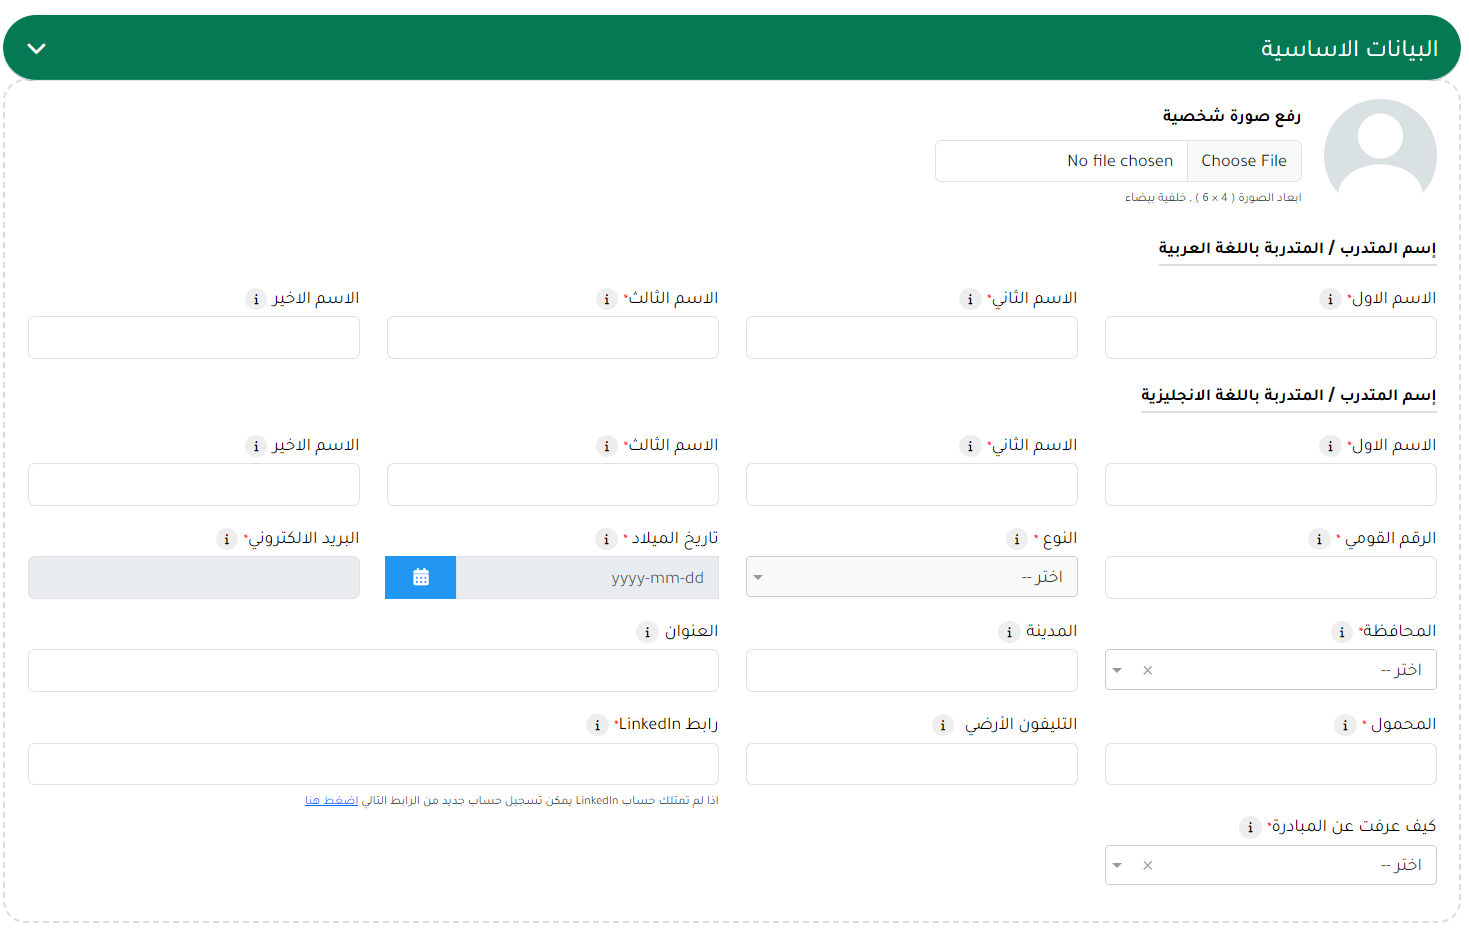 البيانات الاساسية
رفع صورة شخصية
Choose File No file chosen
ابعاد الصورة ( 4 × 6 ) , خلفية بيضاء
إسم المتدرب / المتدربة باللغة العربية
الاسم الاول* الاسم الثاني* الاسم الثالث* الاسم الاخير
إسم المتدرب / المتدربة باللغة الانجليزية
الاسم الاول* الاسم الثاني* الاسم الثالث* الاسم الاخير
الرقم القومي * النوع * تاريخ الميلاد * البريد الالكتروني*
اختر -- yyyy-mm-dd
المحافظة* المدينة العنوان
اختر --
المحمول * التليفون الأرضي رابط LinkedIn*
اذا لم تمتلك حساب LinkedIn يمكن تسجيل حساب جديد من الرابط التالي اضغط هنا
كيف عرفت عن المبادرة*
اختر --